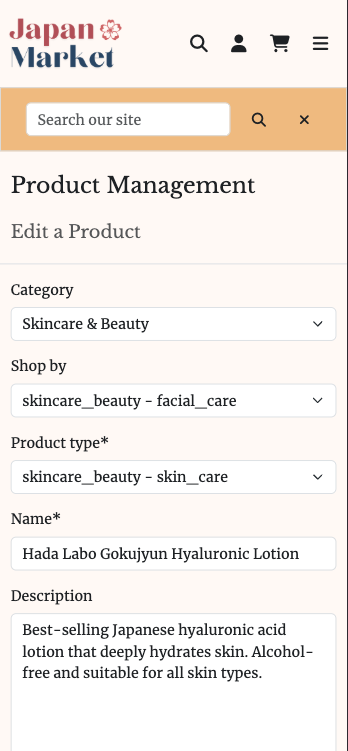 Japan
Market
Search our site
Product Management
Edit a Product
Category
Skincare & Beauty
Shop by
skincare_beauty - facial_care
Product type*
skincare_beauty - skin_care
Name*
Hada Labo Gokujyun Hyaluronic Lotion
Description
Best-selling Japanese hyaluronic acid
lotion that deeply hydrates skin. Alcohol-
free and suitable for all skin types.